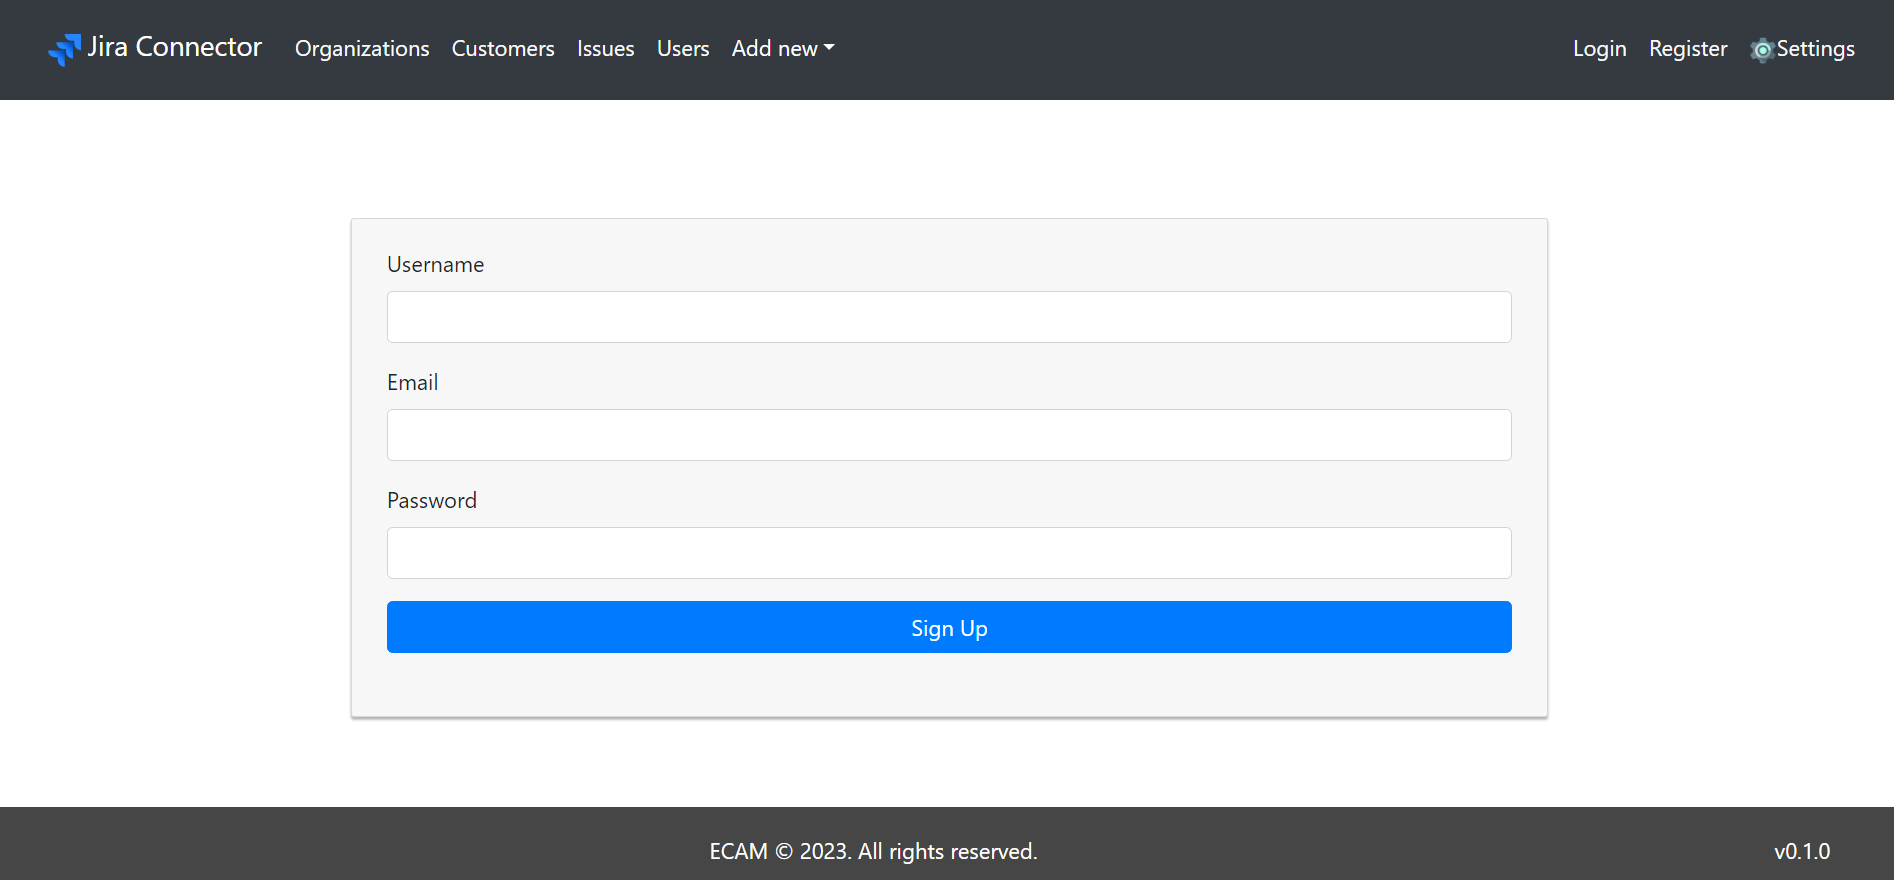 Jira Connector Organizations Customers Issues Users Add new Login Register Settings
Username
Email
Password
Sign Up
ECAM © 2023. All rights reserved. v0.1.0